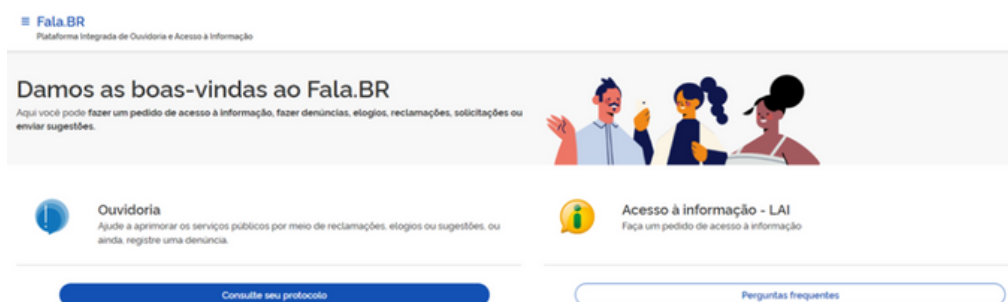 Fala.BR
Plataforma Integrada de Ouvidoria e Acesso à Informação
Damos as boas-vindas ao Fala.BR
Aqui você pode fazer um pedido de acesso à informação, fazer denúncias, elogios, reclamações, solicitações ou
enviar sugestões.
Ouvidoria
Ajude a aprimorar os serviços públicos por meio de reclamações, elogios ou sugestões, ou
ainda, registre uma denúncia.
Acesso à informação - LAI
Faça um pedido de acesso à informação
Consulte seu protocolo
Perguntas frequentes